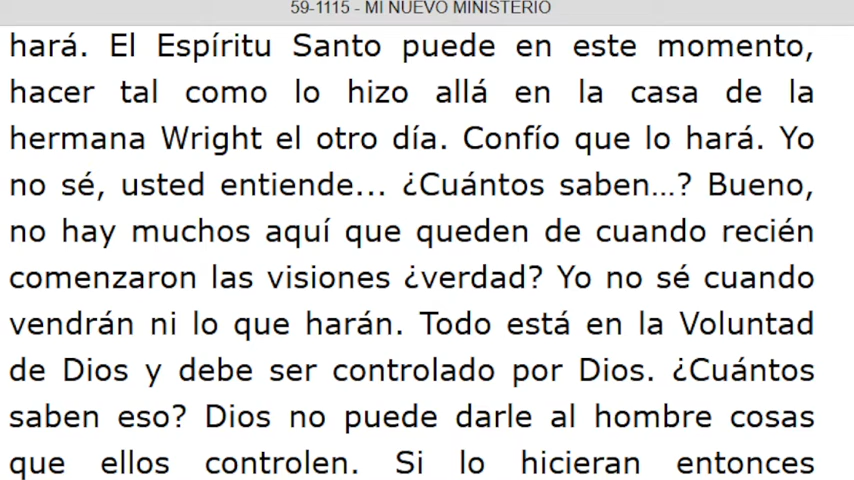 59-1115 - MI NUEVO MINISTERIO
hará. El Espíritu Santo puede en este momento,
hacer tal como lo hizo allá en la casa de la
hermana Wright el otro día. Confío que lo hará. Yo
no sé, usted entiende... ¿Cuántos saben...? Bueno,
no hay muchos aquí que queden de cuando recién
comenzaron las visiones ¿verdad? Yo no sé cuando
vendrán ni lo que harán. Todo está en la Voluntad
de Dios y debe ser controlado por Dios. ¿Cuántos
saben eso? Dios no puede darle al hombre cosas
que ellos controlen. Si lo hicieran entonces